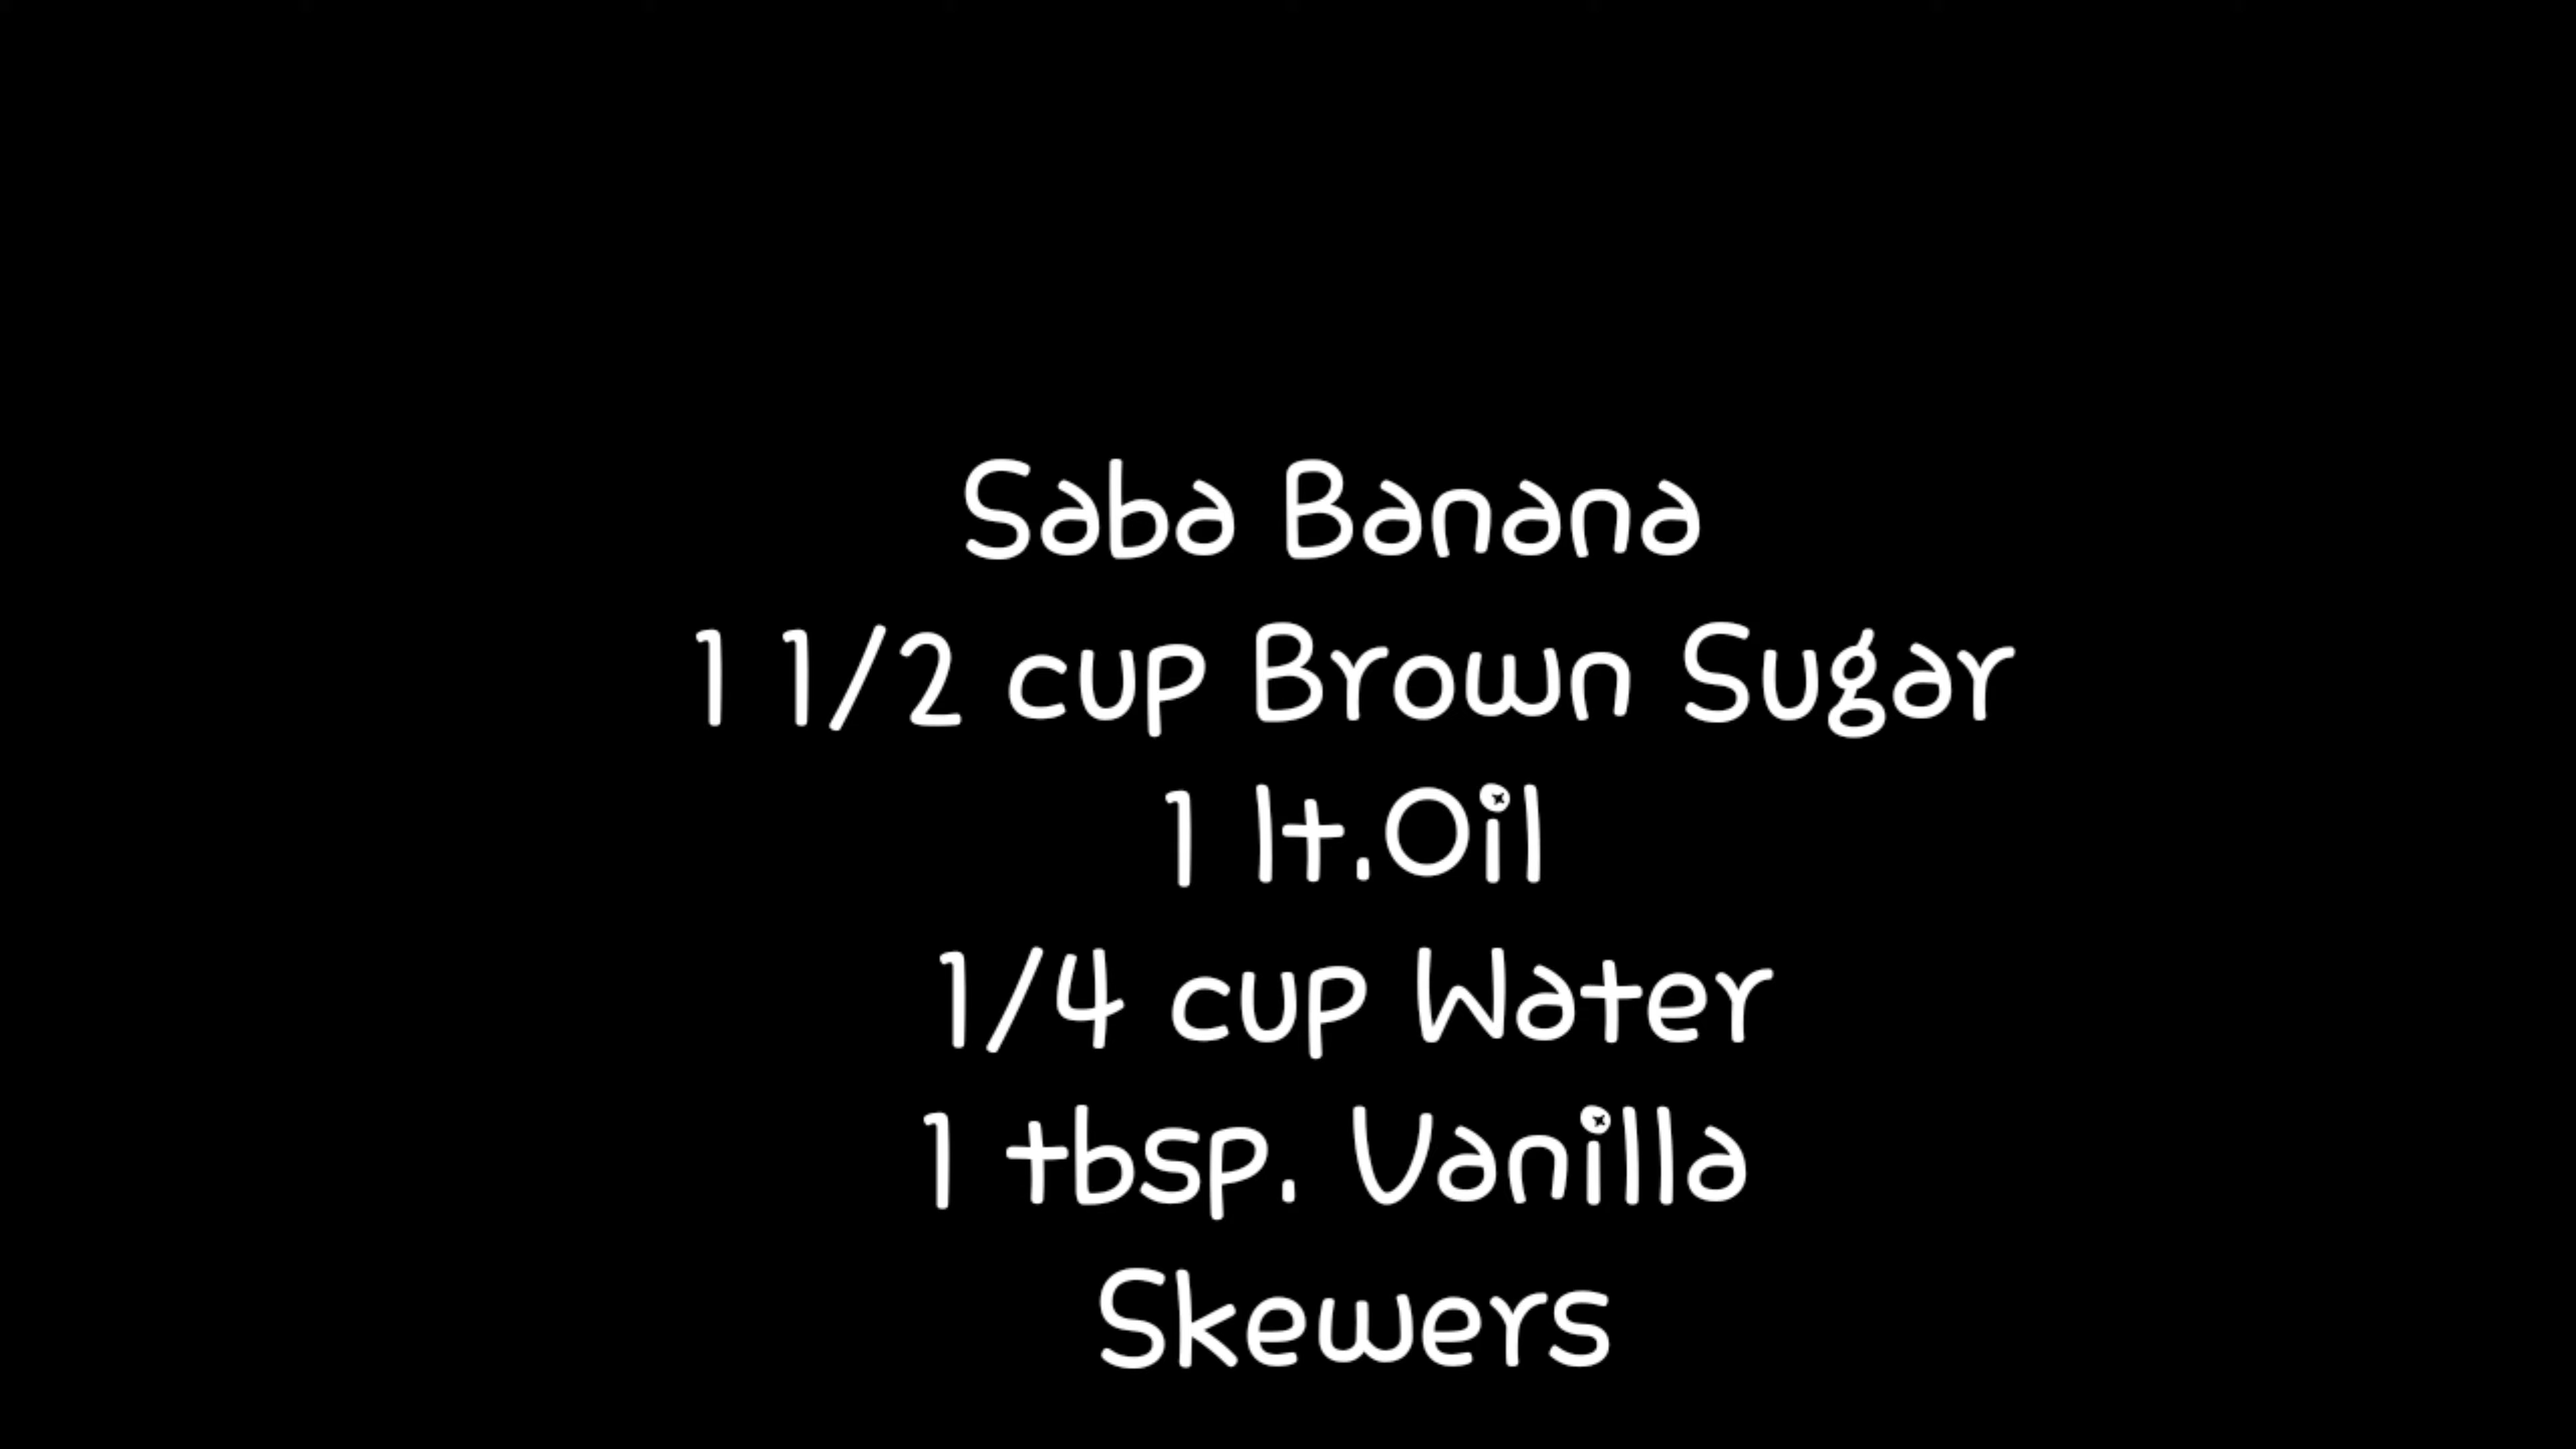 Saba Banana
1 1/2 cup Brown Sugar
1 lt.Oil
1/4 cup Water
1 tbsp. Vanilla
Skewers